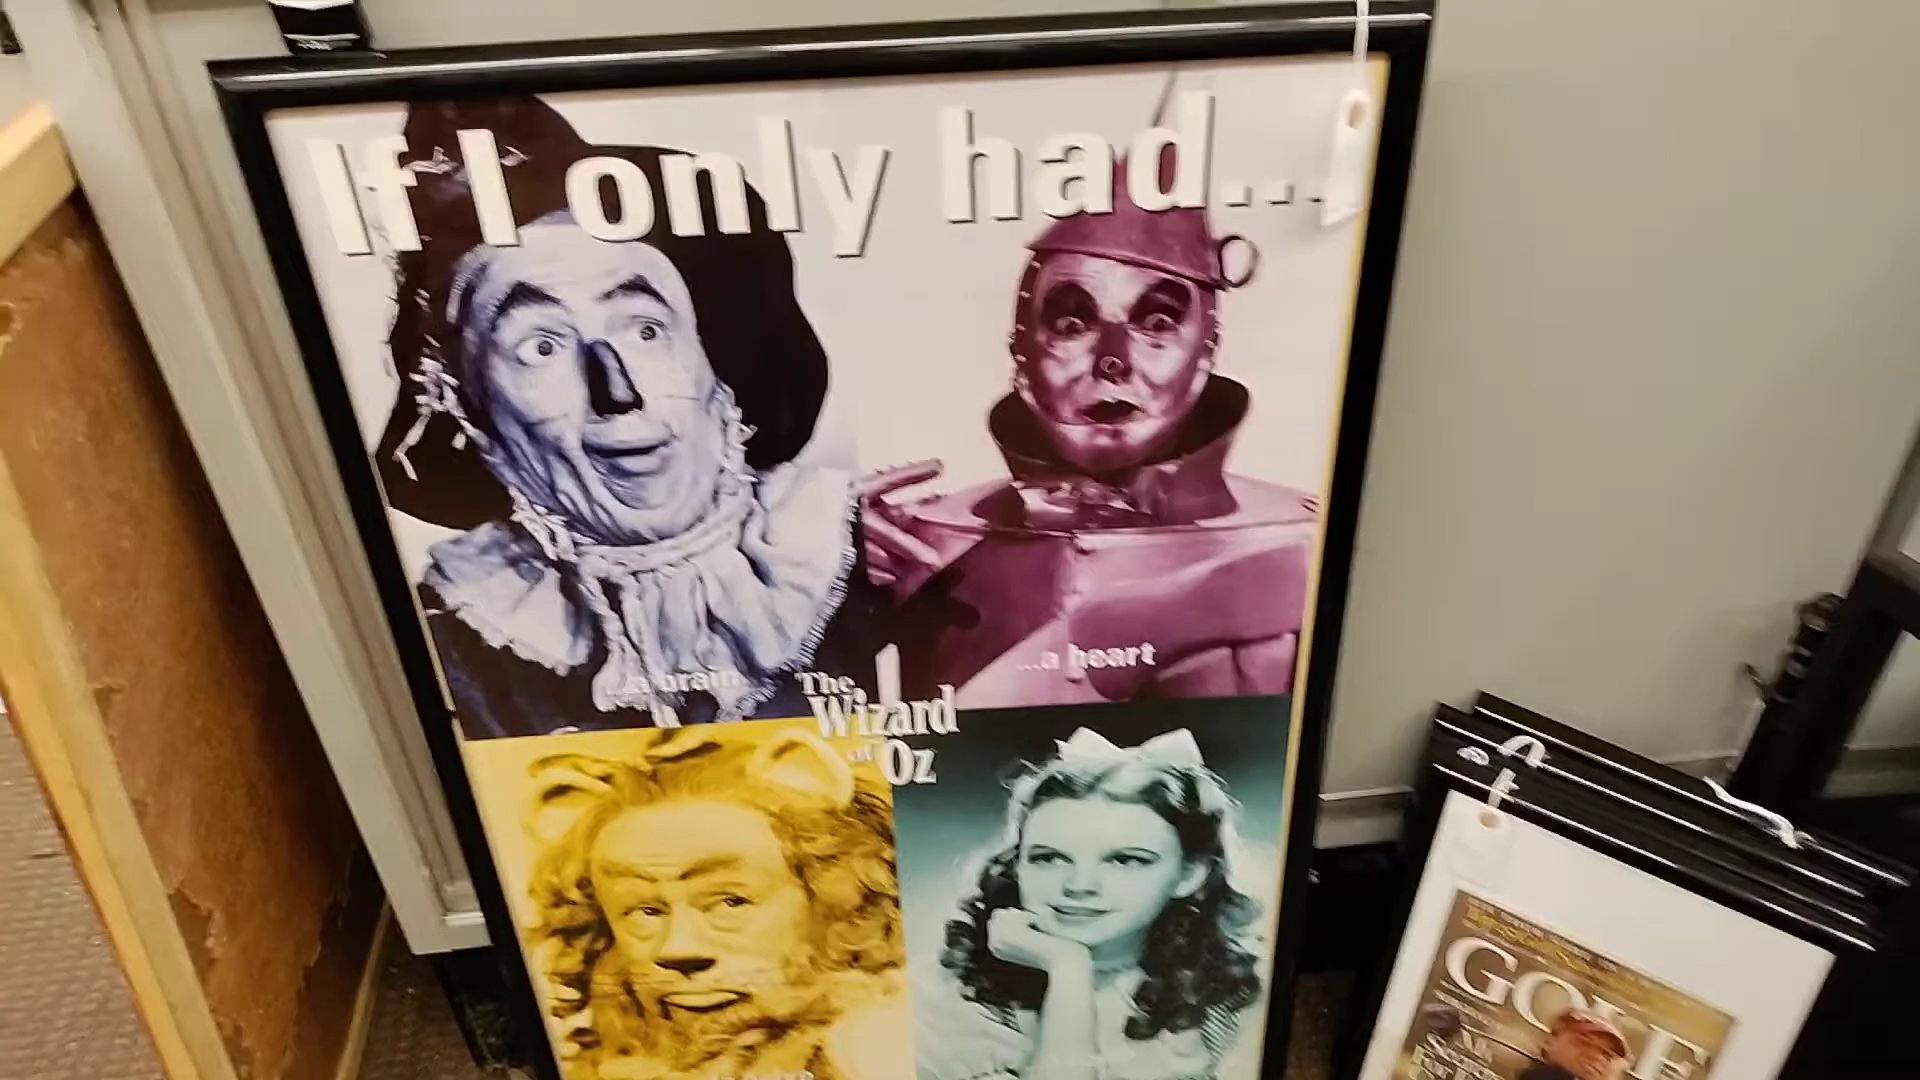 If I only had...
...a brain
...a heart
The
Wizard
of Oz
GOLF